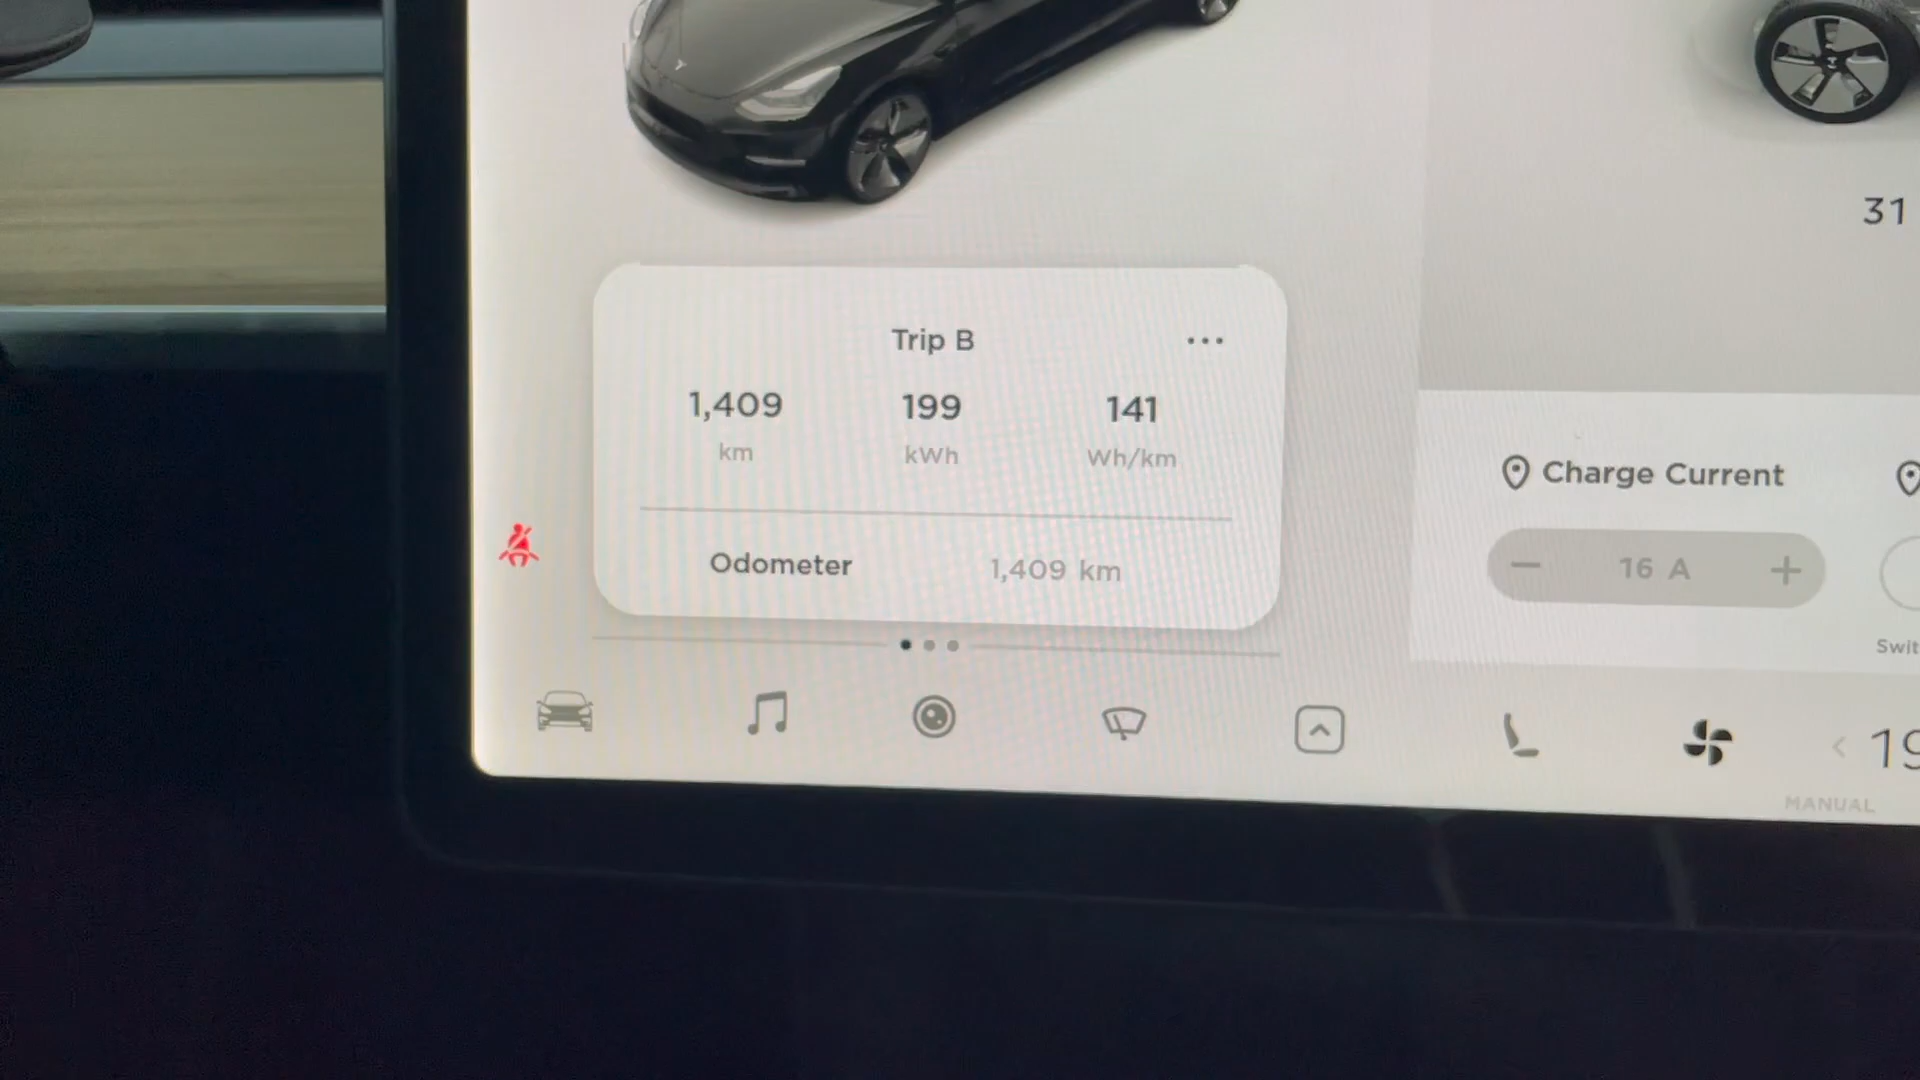 31
Trip B ...
1,409 199 141
km kWh Wh/km
Charge Current
Odometer 1,409 km
16 A
Swit
19
MANUAL